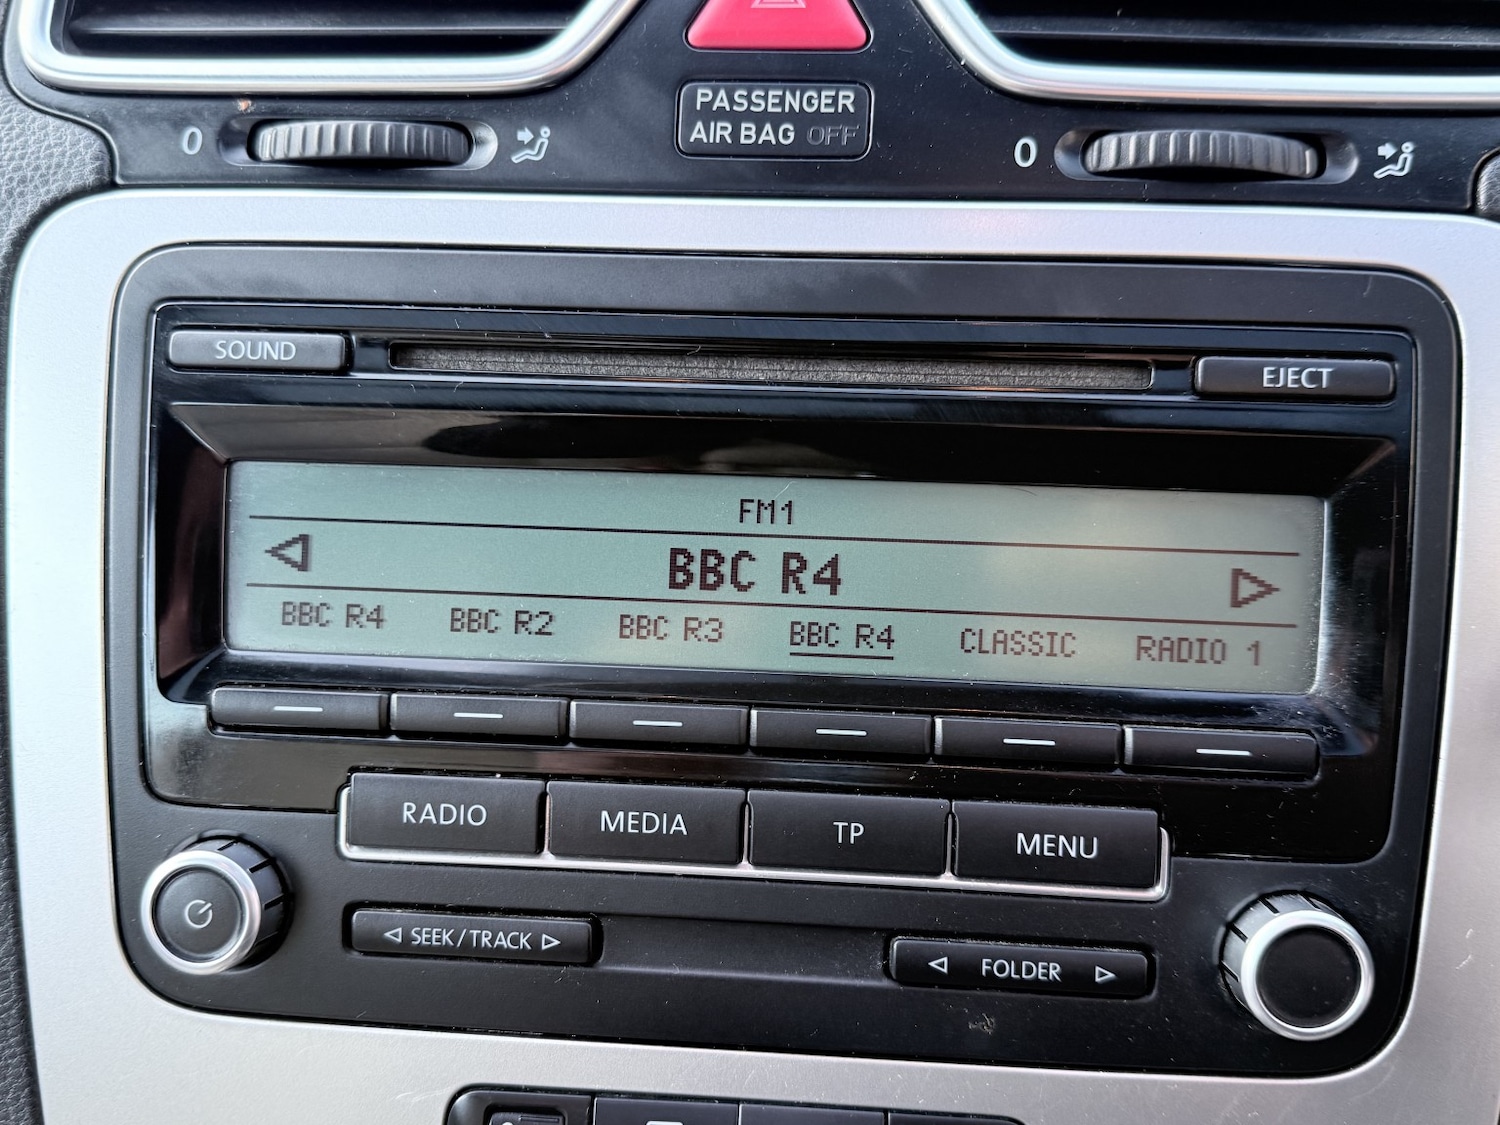 PASSENGER
AIR BAG OFF
0
0
SOUND
EJECT
FM1
BBC R4
BBC R4 BBC R2 BBC R3 BBC R4 CLASSIC RADIO 1
RADIO MEDIA TP MENU
SEEK/TRACK
FOLDER